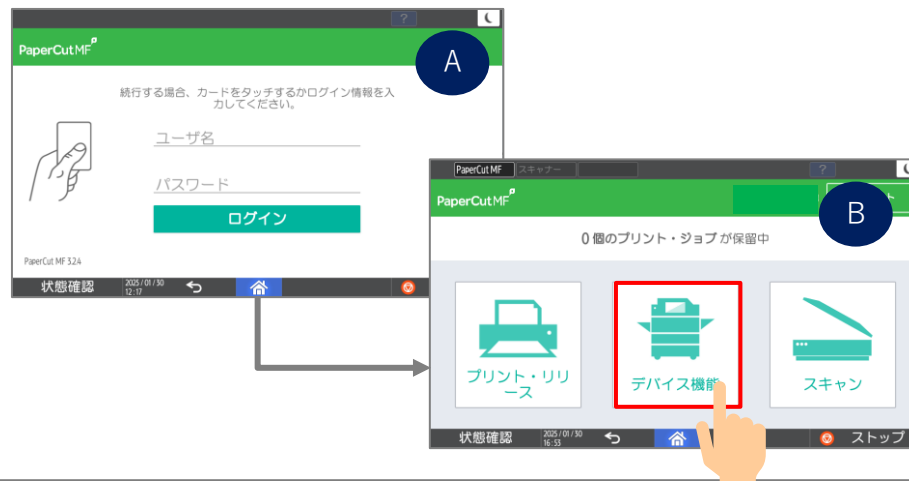 ?
PaperCut MF
A
続行する場合、カードをタッチするかログイン情報を入
力してください。
ユーザ名
パスワード
ログイン
PaperCut MF 3.2.4
状態確認
2025/01/30
12:17
PaperCut MF
スキャナー
?
PaperCut MF
B
0 個のプリント・ジョブ が保留中
プリント・リリ
ース
デバイス機能
スキャン
状態確認
2025/01/30
16:53
ストップ